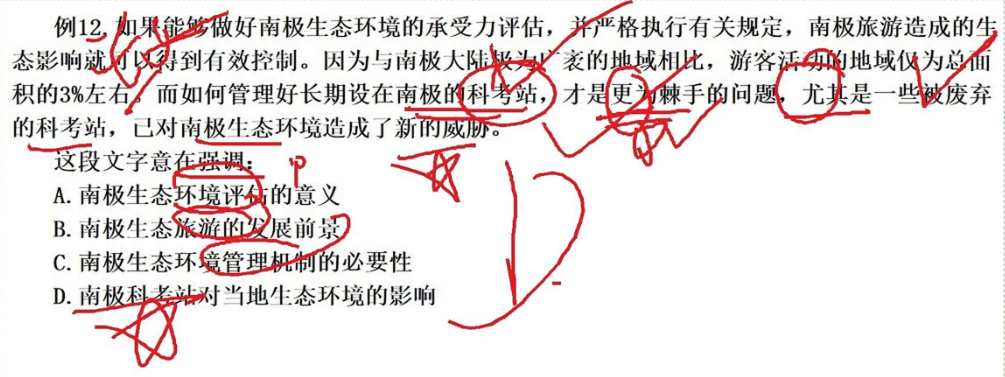 例12.如果能够做好南极生态环境的承受力评估，并严格执行有关规定，南极旅游造成的生
态影响就可以得到有效控制。因为与南极大陆极为广袤的地域相比，游客活动的地域仅为总面
积的3%左右。而如何管理好长期设在南极的科考站，才是更为棘手的问题，尤其是一些被废弃
的科考站，已对南极生态环境造成了新的威胁。
这段文字意在强调：
A.南极生态环境评估的意义
B.南极生态旅游的发展前景
C.南极生态环境管理机制的必要性
D.南极科考站对当地生态环境的影响